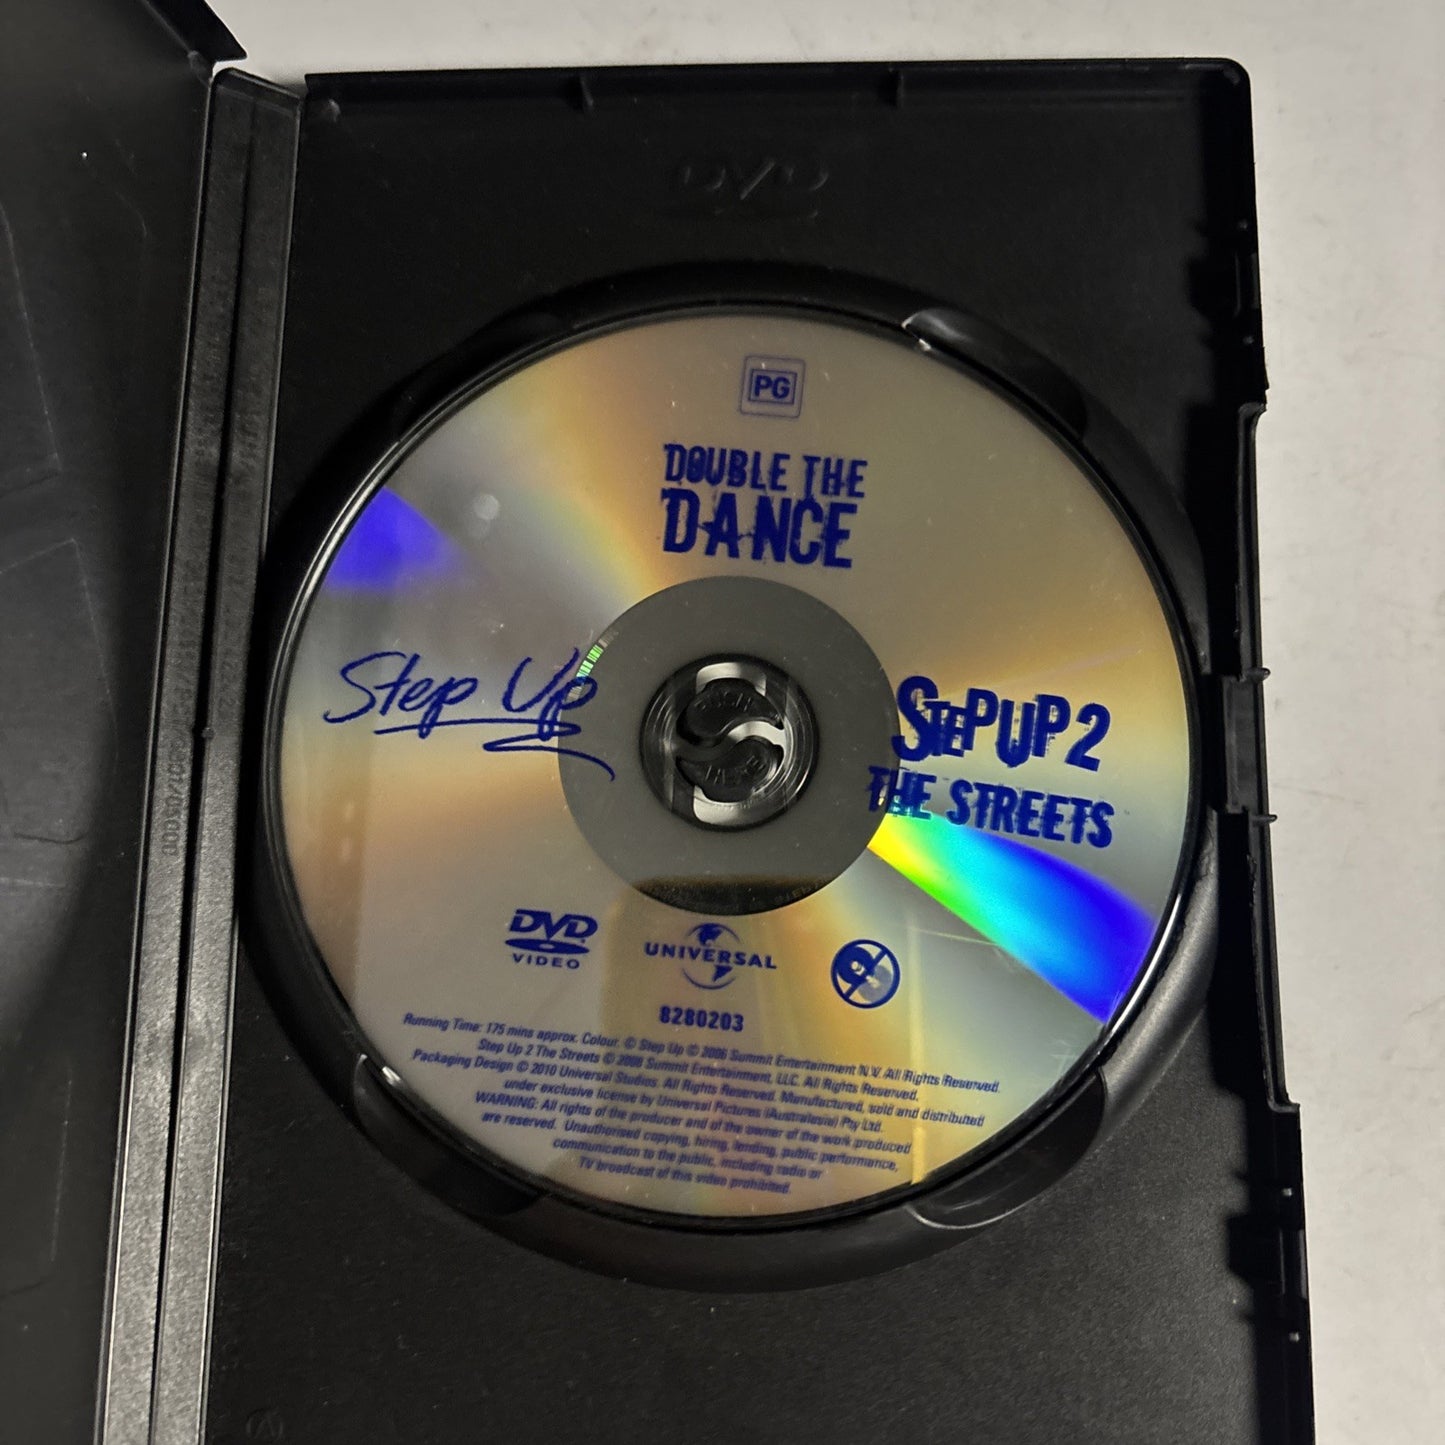 DVD
PG
DOUBLE THE
DANCE
Step Up
STEP UP 2
THE STREETS
PUSH
HERE
DVD
VIDEO
UNIVERSAL
8280203
Running Time: 175 mins approx. Colour. © Step Up © 2006 Summit Entertainment N.V. All Rights Reserved.
Step Up 2 The Streets © 2008 Summit Entertainment, LLC. All Rights Reserved.
Packaging Design © 2010 Universal Studios. All Rights Reserved. Manufactured, sold and distributed
under exclusive license by Universal Pictures (Australasia) Pty Ltd.
WARNING: All rights of the producer and of the owner of the work produced
are reserved. Unauthorised copying, hiring, lending, public performance,
communication to the public, including radio or
TV broadcast of this video prohibited.